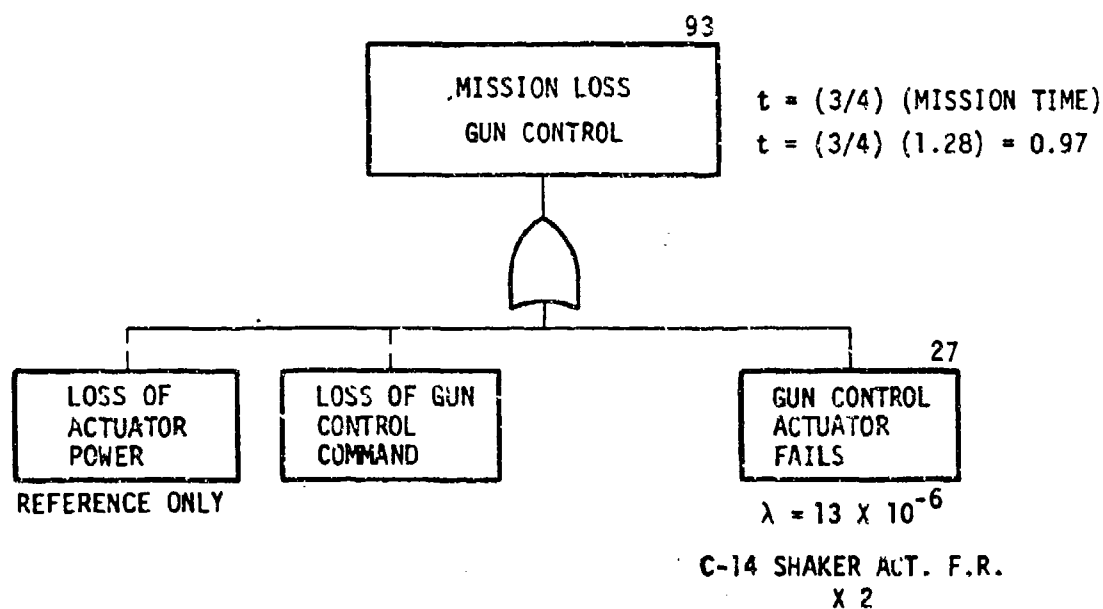 93
MISSION LOSS
GUN CONTROL
t = (3/4) (MISSION TIME)
t = (3/4) (1.28) = 0.97
LOSS OF
ACTUATOR
POWER
REFERENCE ONLY
LOSS OF GUN
CONTROL
COMMAND
27
GUN CONTROL
ACTUATOR
FAILS
λ = 13 X 10⁻⁶
C-14 SHAKER ACT. F.R.
X 2